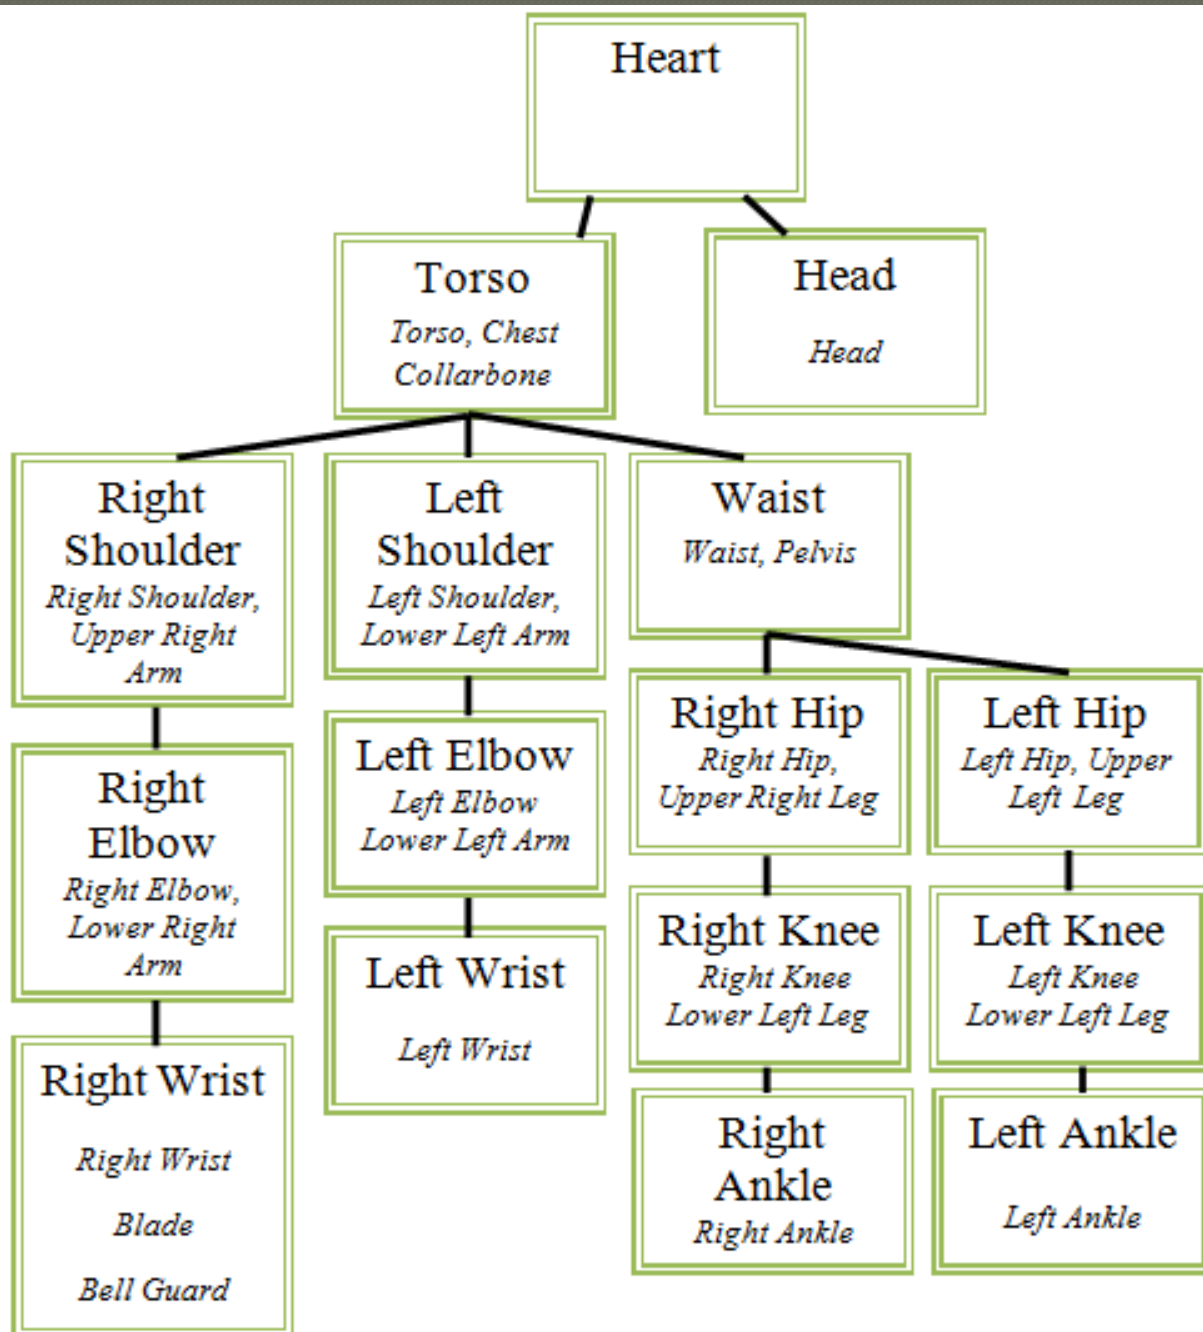 Heart
Torso
Torso, Chest
Collarbone
Head
Head
Right
Shoulder
Right Shoulder,
Upper Right
Arm
Left
Shoulder
Left Shoulder,
Lower Left Arm
Waist
Waist, Pelvis
Right
Elbow
Right Elbow,
Lower Right
Arm
Left Elbow
Left Elbow
Lower Left Arm
Right Hip
Right Hip,
Upper Right Leg
Left Hip
Left Hip, Upper
Left Leg
Right Wrist
Right Wrist
Blade
Bell Guard
Left Wrist
Left Wrist
Right Knee
Right Knee
Lower Left Leg
Left Knee
Left Knee
Lower Left Leg
Right
Ankle
Right Ankle
Left Ankle
Left Ankle